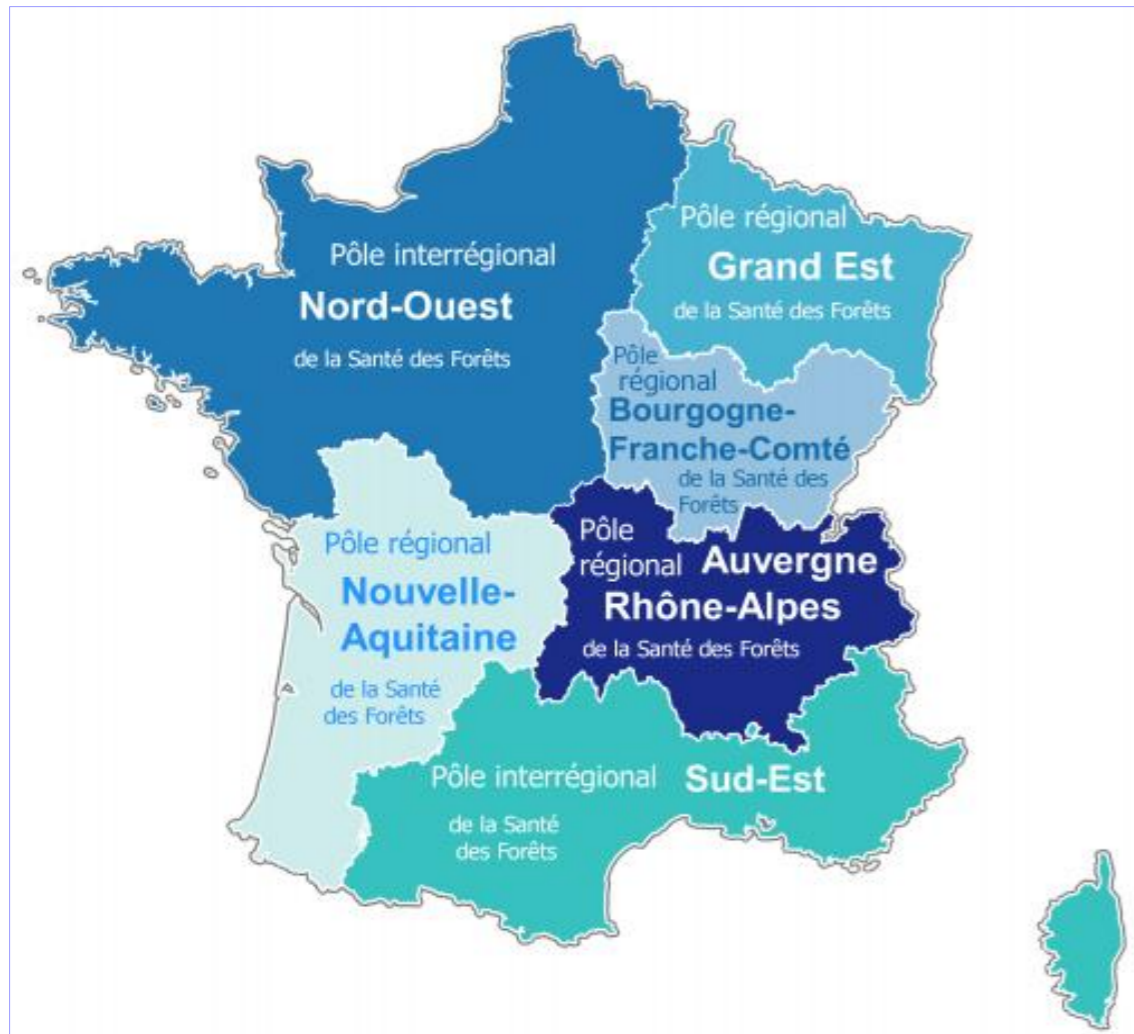 Pôle interrégional
Nord-Ouest
de la Santé des Forêts
Pôle régional
Grand Est
de la Santé des Forêts
Pôle
régional
Bourgogne-
Franche-Comté
de la Santé des
Forêts
Pôle
régional Auvergne
Rhône-Alpes
de la Santé des Forêts
Pôle régional
Nouvelle-
Aquitaine
de la Santé
des Forêts
Pôle interrégional Sud-Est
de la Santé
des Forêts